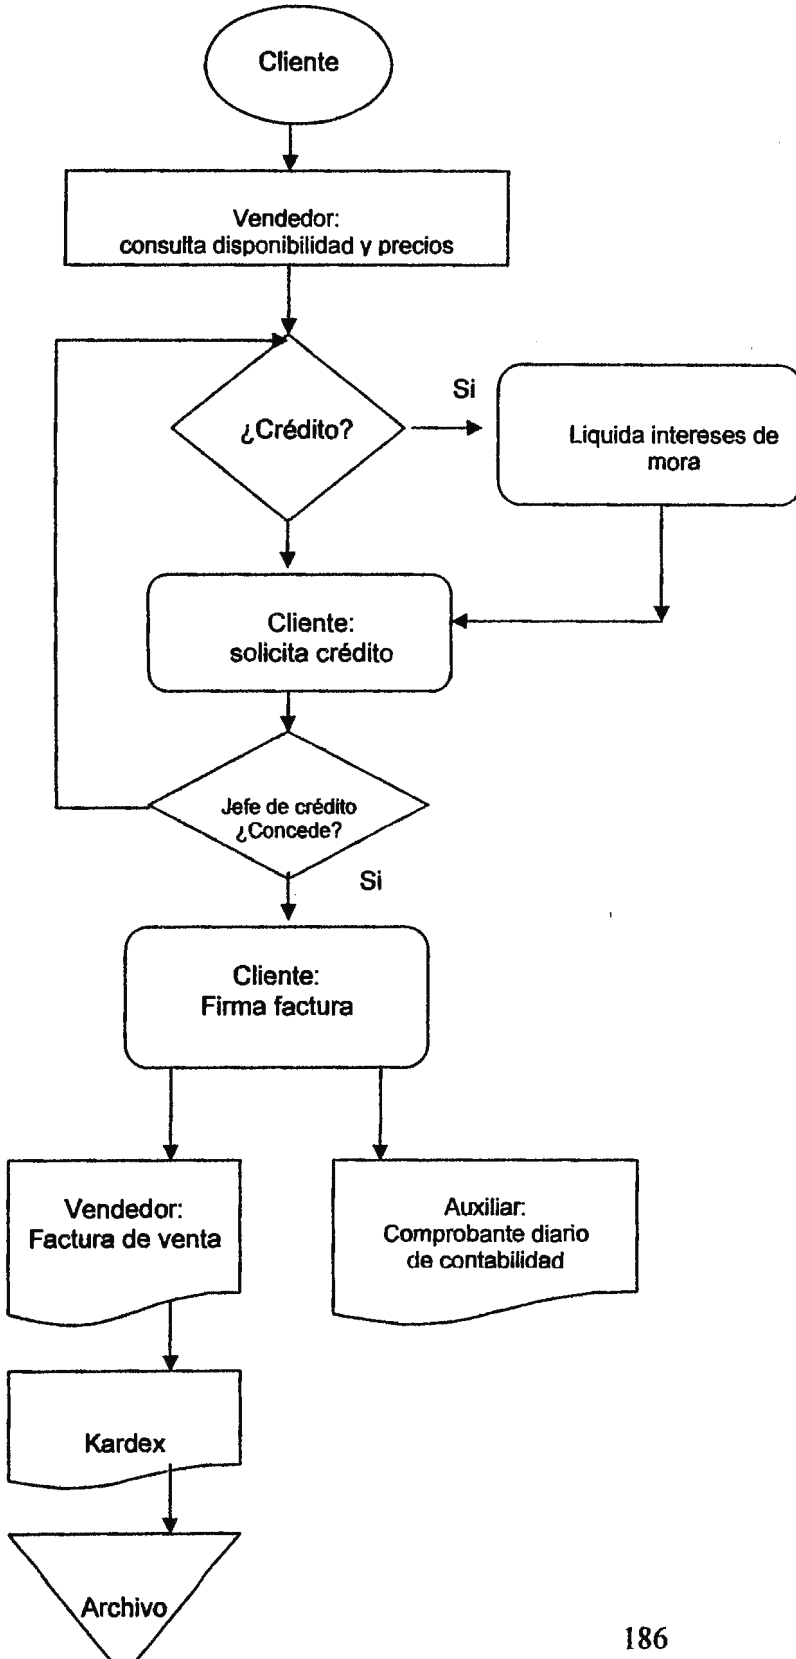 Cliente
Vendedor:
consulta disponibilidad y precios
¿Crédito?
Si
Liquida intereses de
mora
Cliente:
solicita crédito
Jefe de crédito
¿Concede?
Si
Cliente:
Firma factura
Vendedor:
Factura de venta
Auxiliar:
Comprobante diario
de contabilidad
Kardex
Archivo
186